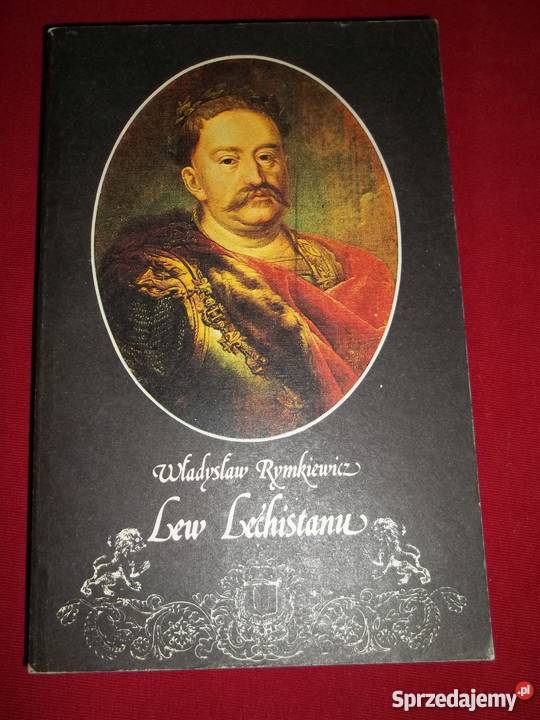 Władysław Rymkiewicz
Lew Lechistanu
Sprzedajemy.pl